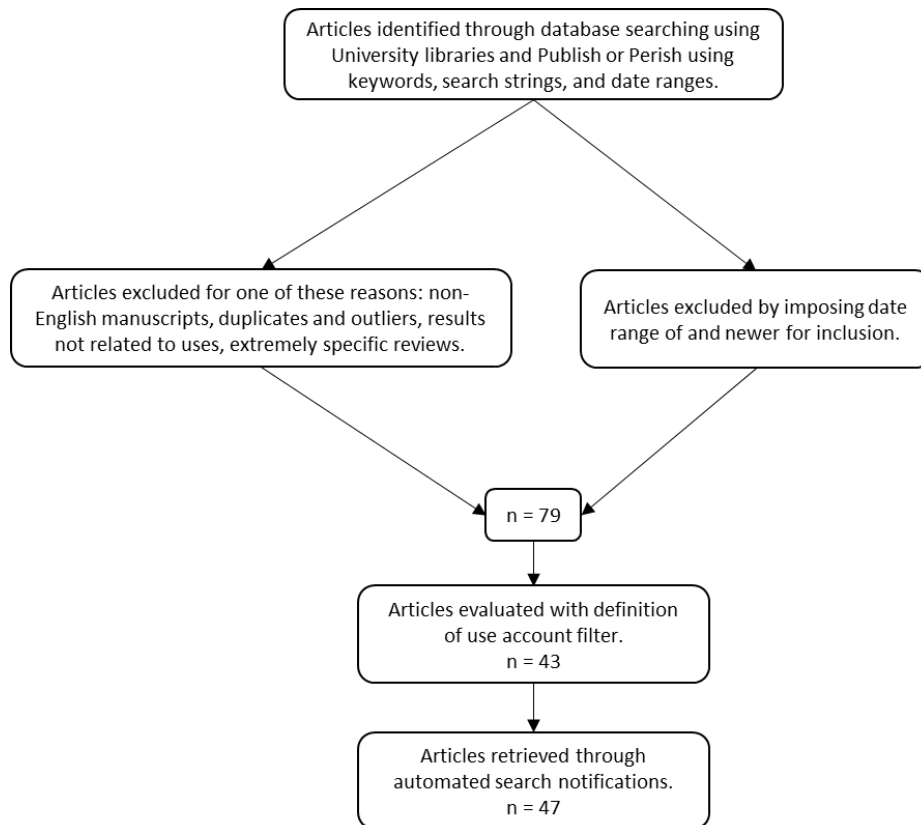 Articles identified through database searching using
University libraries and Publish or Perish using
keywords, search strings, and date ranges.
Articles excluded for one of these reasons: non-
English manuscripts, duplicates and outliers, results
not related to uses, extremely specific reviews.
Articles excluded by imposing date
range of and newer for inclusion.
n = 79
Articles evaluated with definition
of use account filter.
n = 43
Articles retrieved through
automated search notifications.
n = 47